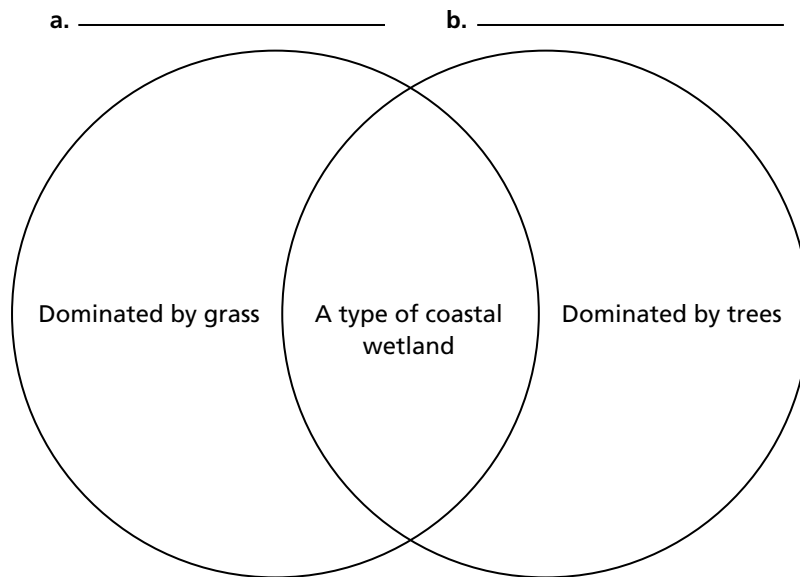 a.
b.
Dominated by grass
A type of coastal
wetland
Dominated by trees